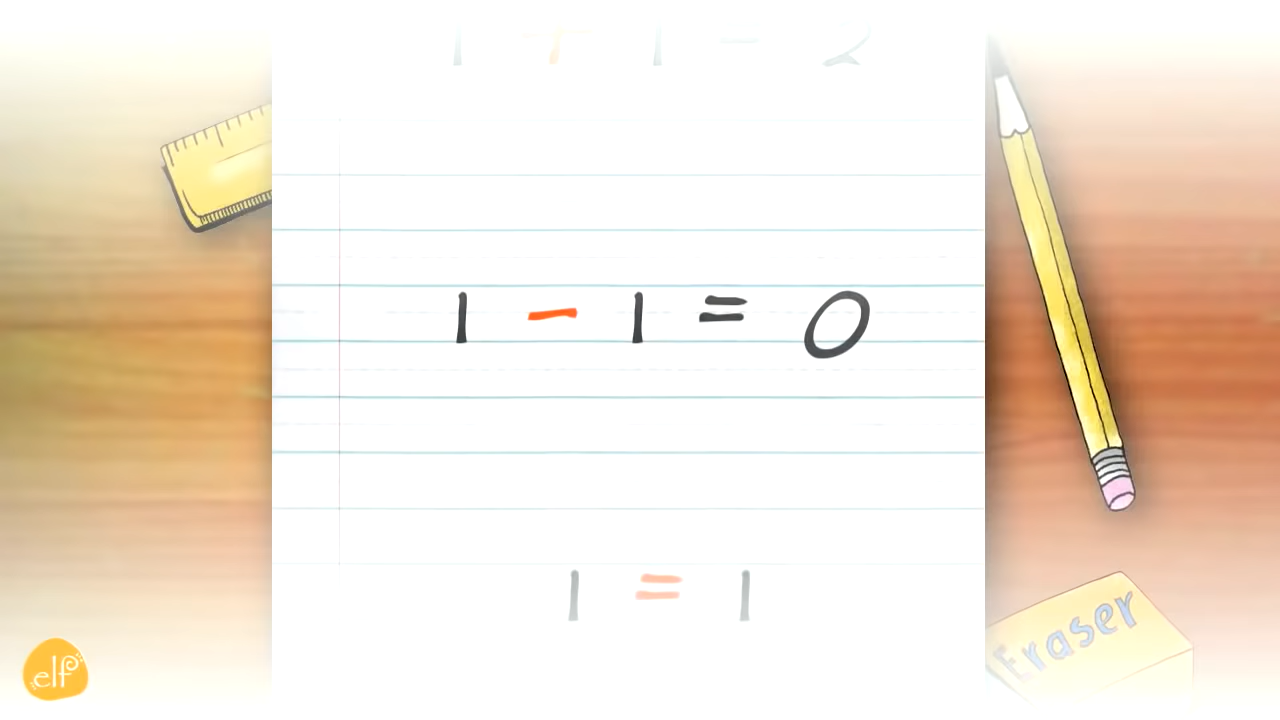 1 + 1 = 2
1 - 1 = 0
1 = 1
Eraser
elf